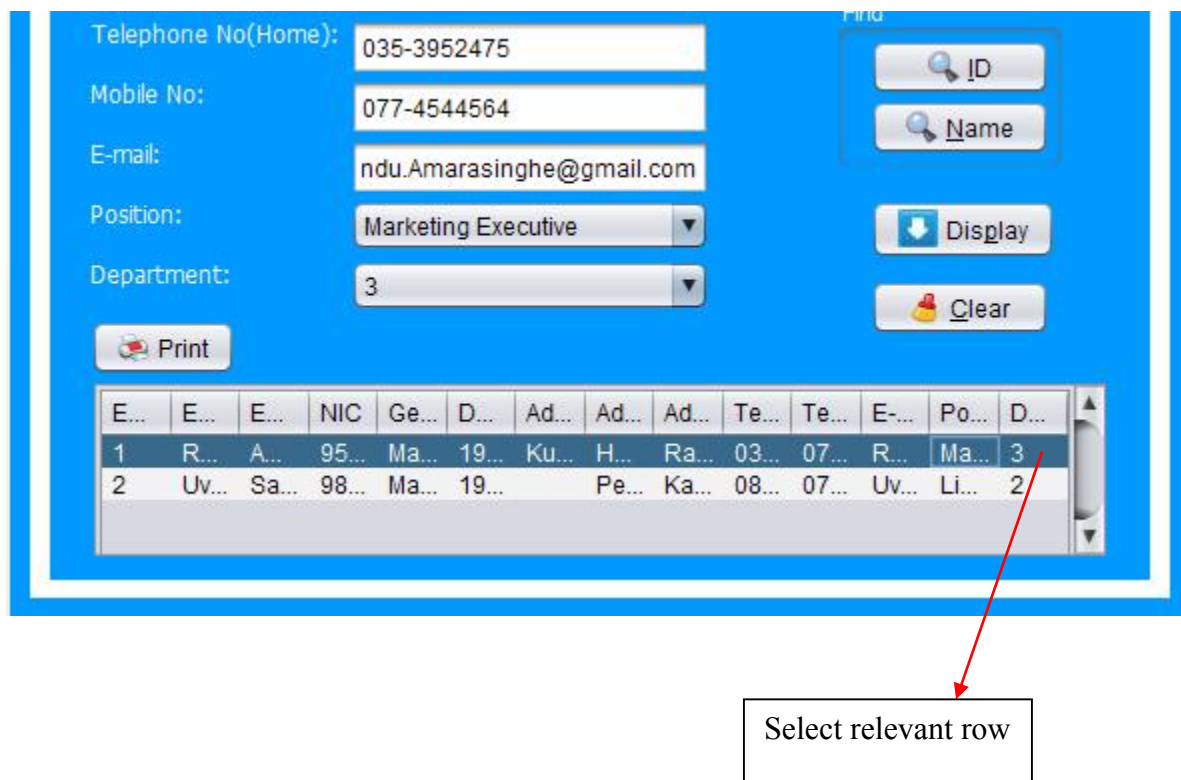 Find
Telephone No(Home): 035-3952475
ID
Mobile No: 077-4544564
Name
E-mail: ndu.Amarasinghe@gmail.com
Position: Marketing Executive
Display
Department: 3
Clear
Print
E... E... E... NIC Ge... D... Ad... Ad... Ad... Te... Te... E-... Po... D...
1 R... A... 95... Ma... 19... Ku... H... Ra... 03... 07... R... Ma... 3
2 Uv... Sa... 98... Ma... 19... Pe... Ka... 08... 07... Uv... Li... 2
Select relevant row